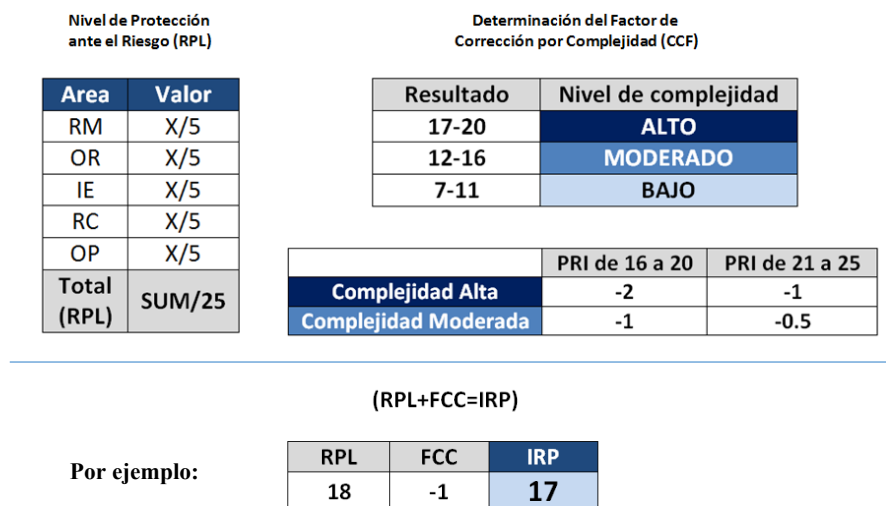 Nivel de Protección
ante el Riesgo (RPL)
Area Valor
RM X/5
OR X/5
IE X/5
RC X/5
OP X/5
Total
(RPL) SUM/25
Determinación del Factor de
Corrección por Complejidad (CCF)
Resultado Nivel de complejidad
17-20 ALTO
12-16 MODERADO
7-11 BAJO
PRI de 16 a 20 PRI de 21 a 25
Complejidad Alta -2 -1
Complejidad Moderada -1 -0.5
(RPL+FCC=IRP)
Por ejemplo:
RPL FCC IRP
18 -1 17